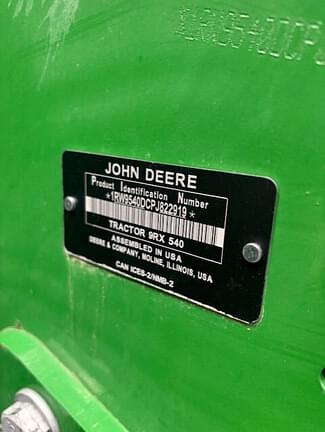 JOHN DEERE
Product Identification Number
*1RW9540DCPJ822919*
TRACTOR 9RX 540
ASSEMBLED IN USA
DEERE & COMPANY, MOLINE, ILLINOIS, USA
CAN ICES-2/NMB-2